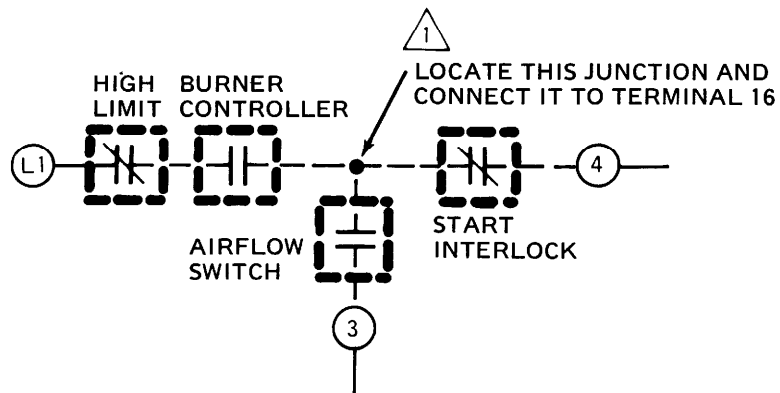 1
LOCATE THIS JUNCTION AND
CONNECT IT TO TERMINAL 16
HIGH
LIMIT
BURNER
CONTROLLER
L1
4
AIRFLOW
SWITCH
START
INTERLOCK
3